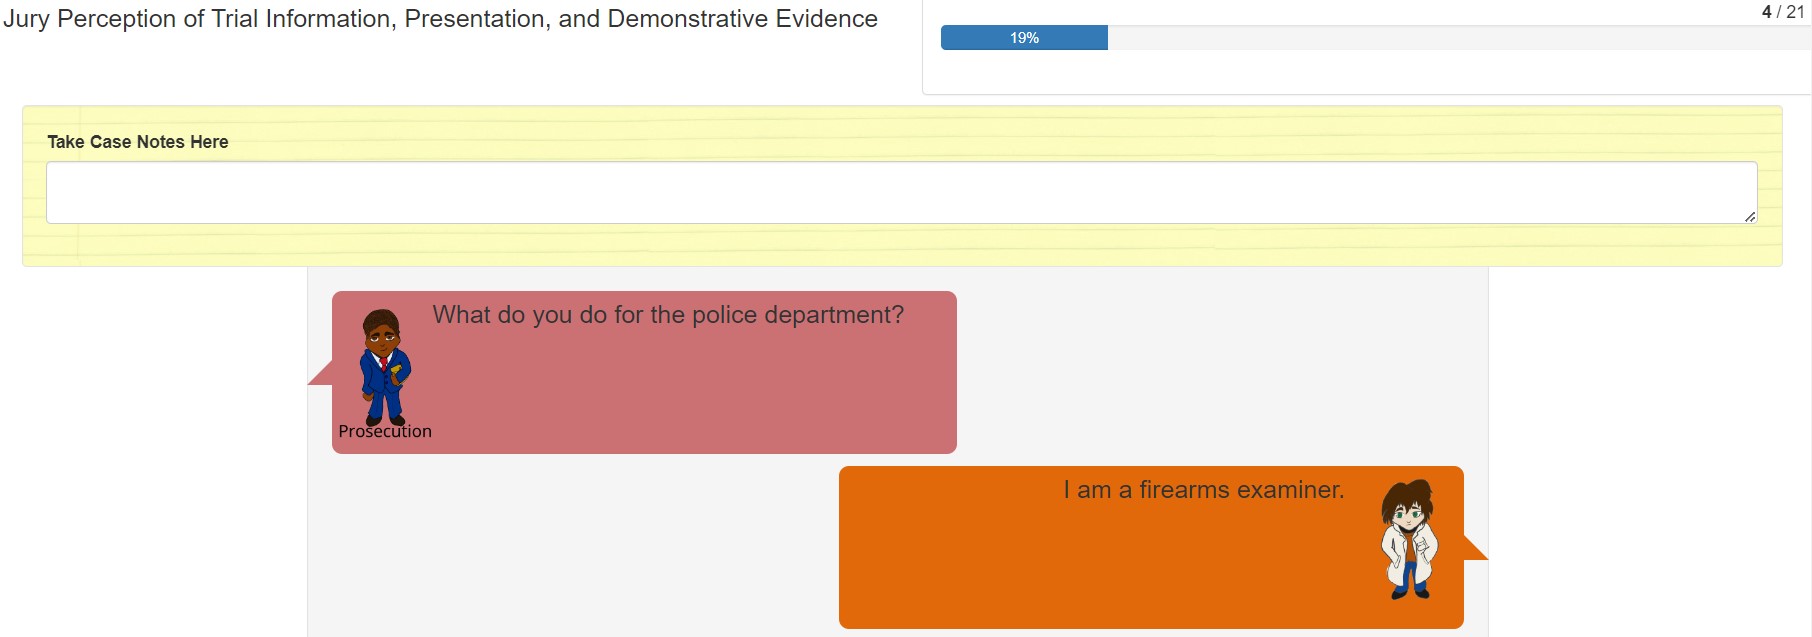 Jury Perception of Trial Information, Presentation, and Demonstrative Evidence
4 / 21
19%
Take Case Notes Here
What do you do for the police department?
Prosecution
I am a firearms examiner.